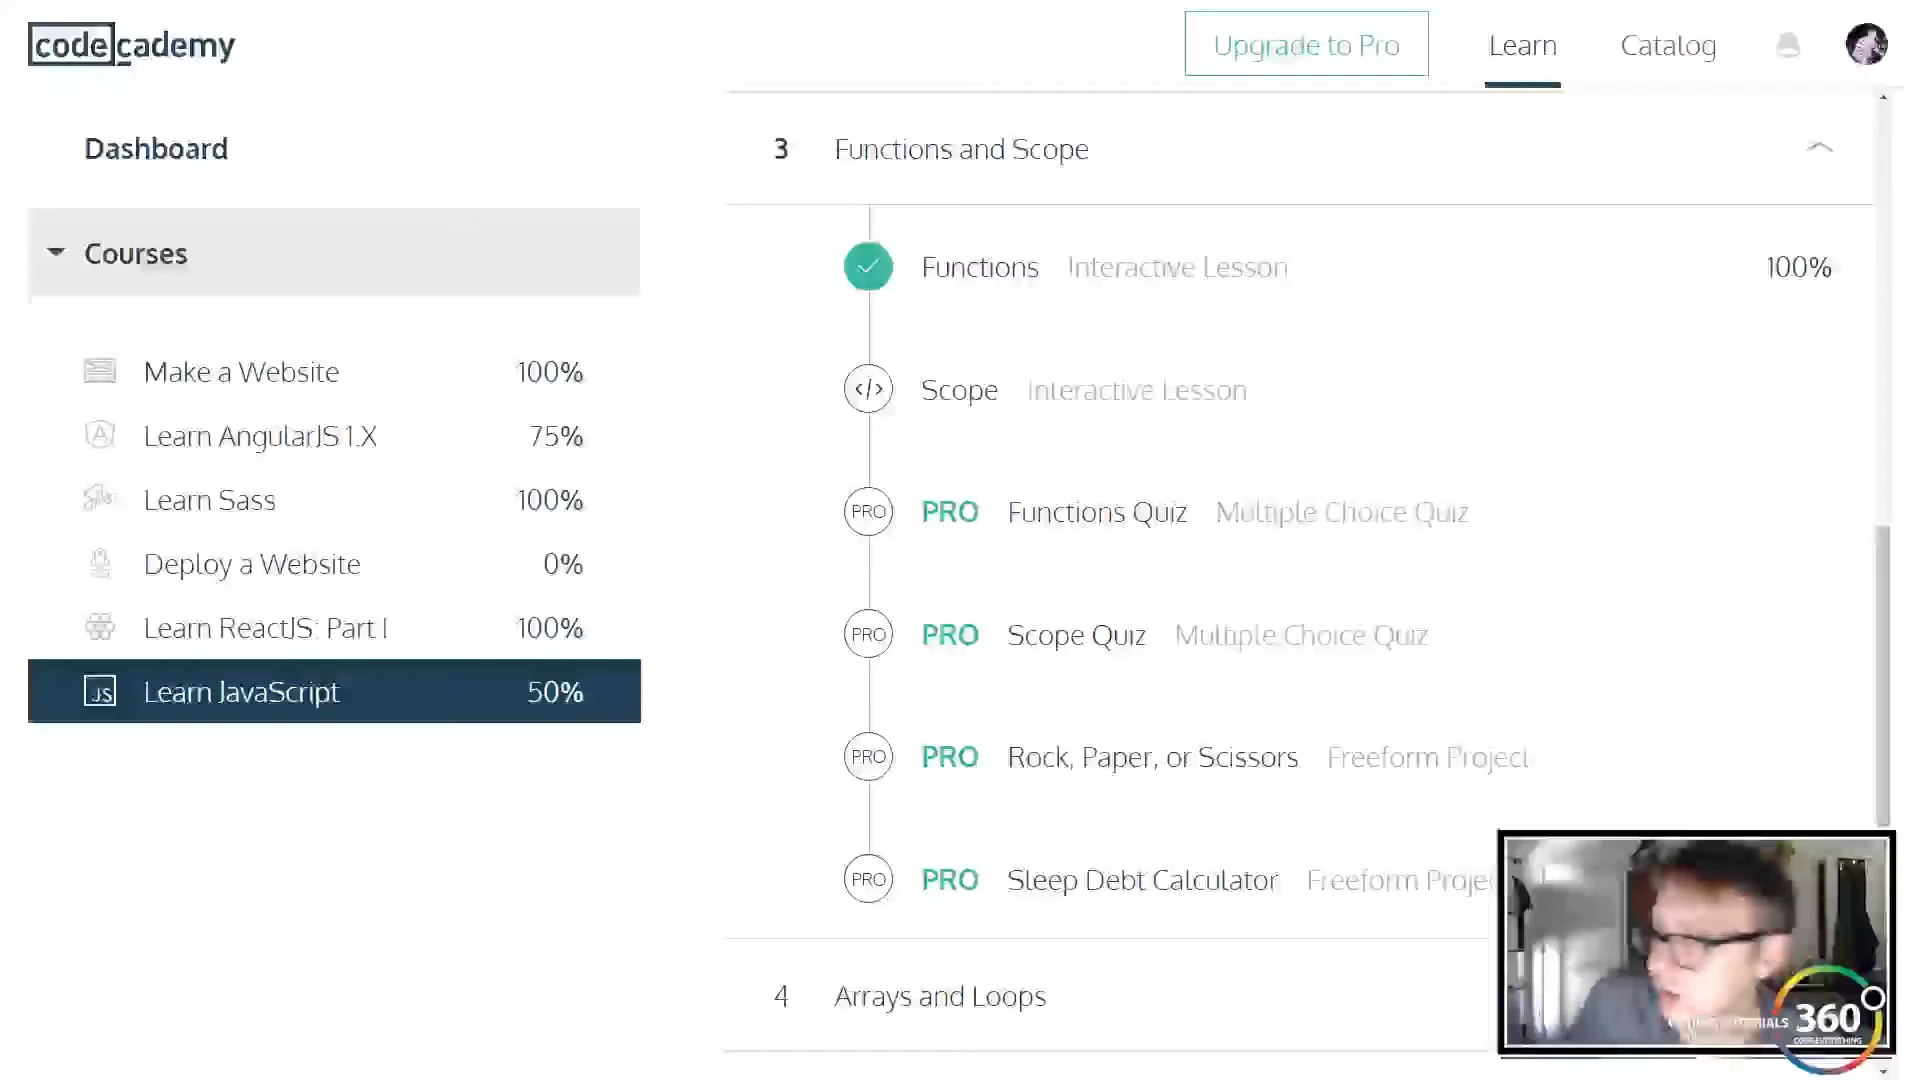 codecademy
Upgrade to Pro
Learn
Catalog
Dashboard
Courses
Make a Website 100%
Learn AngularJS 1.X 75%
Learn Sass 100%
Deploy a Website 0%
Learn ReactJS: Part I 100%
JS Learn JavaScript 50%
3 Functions and Scope
Functions Interactive Lesson 100%
</> Scope Interactive Lesson
PRO PRO Functions Quiz Multiple Choice Quiz
PRO PRO Scope Quiz Multiple Choice Quiz
PRO PRO Rock, Paper, or Scissors Freeform Project
PRO PRO Sleep Debt Calculator Freeform Projec
4 Arrays and Loops
360